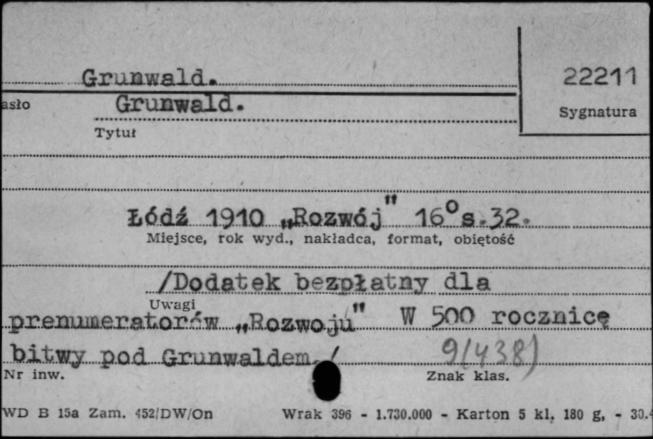 Grunwald.
22211
asło
Grunwald.
Sygnatura
Tytuł
Łódź 1910 „Rozwój" 16° s.32.
Miejsce, rok wyd., nakładca, format, obiętość
/Dodatek bezpłatny dla
Uwagi
prenumeratorów „Rozwoju" W 500 rocznicę
bitwy pod Grunwaldem./
9(438)
Nr inw.
Znak klas.
WD B 15a Zam. 452/DW/On
Wrak 396 - 1.730.000 - Karton 5 kl. 180 g, - 30.4